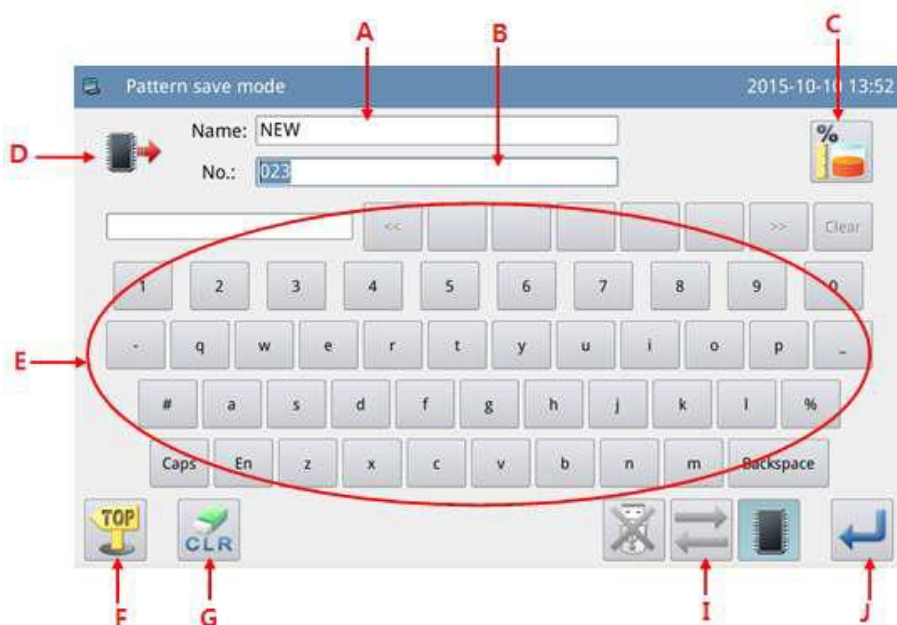 A B C
Pattern save mode 2015-10-10 13:52
D Name: NEW %
No.: 023
<< >> Clear
1 2 3 4 5 6 7 8 9 0
E - q w e r t y u i o p _
# a s d f g h j k l %
Caps En z x c v b n m Backspace
TOP CLR
F G I J